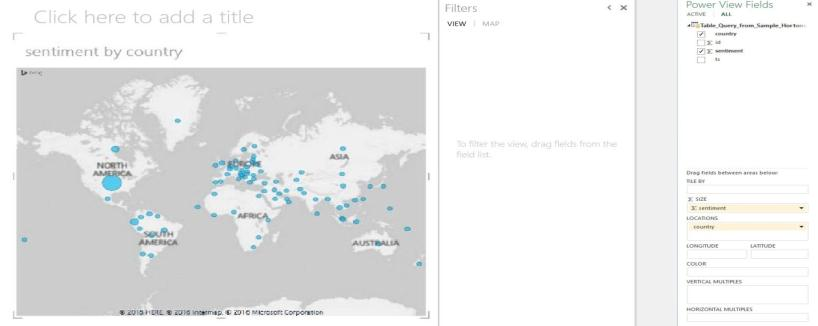 Click here to add a title
sentiment by country
bing
NORTH
AMERICA
EUROPE
ASIA
AFRICA
SOUTH
AMERICA
AUSTRALIA
© 2016 HERE, © 2016 Intermap, © 2016 Microsoft Corporation
Filters
VIEW | MAP
To filter the view, drag fields from the
field list.
Power View Fields
ACTIVE ALL
Table_Query_from_Sample_Horton
country
∑ id
∑ sentiment
ts
Drag fields between areas below:
TILE BY
∑ SIZE
∑ sentiment
LOCATIONS
country
LONGITUDE LATITUDE
COLOR
VERTICAL MULTIPLES
HORIZONTAL MULTIPLES